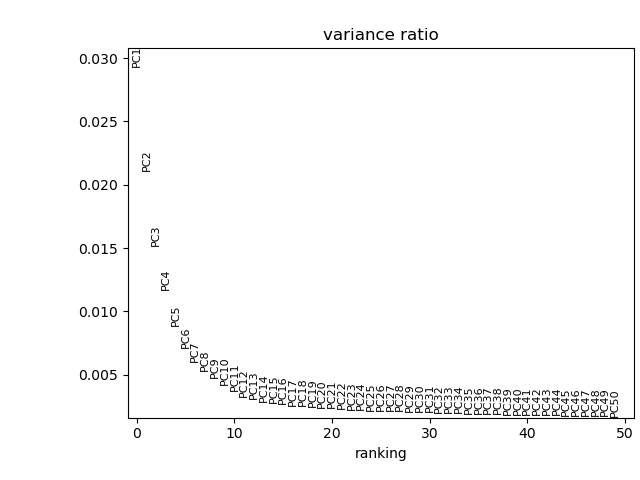 variance ratio
0.030
0.025
0.020
0.015
0.010
0.005
PC1
PC2
PC3
PC4
PC5
PC6
PC7
PC8
PC9
PC10
PC11
PC12
PC13
PC14
PC15
PC16
PC17
PC18
PC19
PC20
PC21
PC22
PC23
PC24
PC25
PC26
PC27
PC28
PC29
PC30
PC31
PC32
PC33
PC34
PC35
PC36
PC37
PC38
PC39
PC40
PC41
PC42
PC43
PC44
PC45
PC46
PC47
PC48
PC49
PC50
0 10 20 30 40 50
ranking